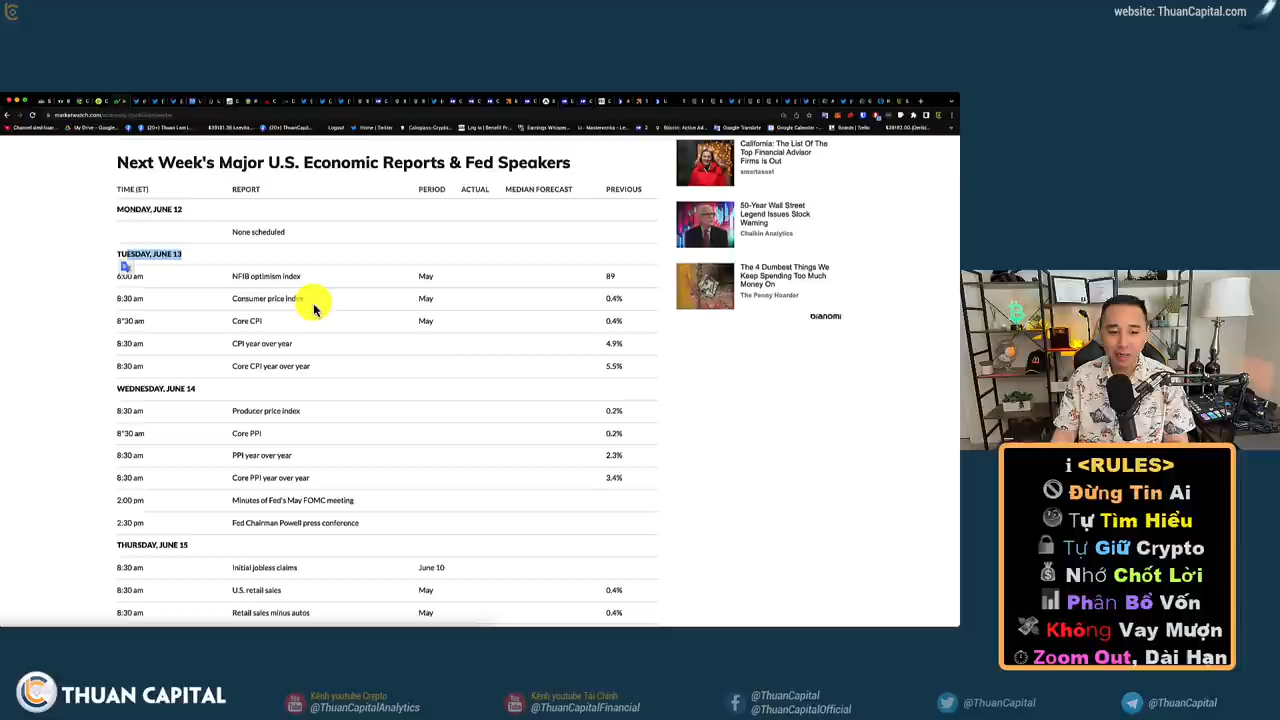 website: ThuanCapital.com
Next Week's Major U.S. Economic Reports & Fed Speakers
TIME (ET) REPORT PERIOD ACTUAL MEDIAN FORECAST PREVIOUS
MONDAY, JUNE 12
None scheduled
TUESDAY, JUNE 13
6:00 am NFIB optimism index May 89
8:30 am Consumer price index May 0.4%
8"30 am Core CPI May 0.4%
8:30 am CPI year over year 4.9%
8:30 am Core CPI year over year 5.5%
WEDNESDAY, JUNE 14
8:30 am Producer price index 0.2%
8"30 am Core PPI 0.2%
8:30 am PPI year over year 2.3%
8:30 am Core PPI year over year 3.4%
2:00 pm Minutes of Fed's May FOMC meeting
2:30 pm Fed Chairman Powell press conference
THURSDAY, JUNE 15
8:30 am Initial jobless claims June 10
8:30 am U.S. retail sales May 0.4%
8:30 am Retail sales minus autos May 0.4%
California: The List Of The
Top Financial Advisor
Firms Is Out
smartasset
50-Year Wall Street
Legend Issues Stock
Warning
Chaikin Analytics
The 4 Dumbest Things We
Keep Spending Too Much
Money On
The Penny Hoarder
<RULES>
Đừng Tin Ai
Tự Tìm Hiểu
Tự Giữ Crypto
Nhớ Chốt Lời
Phân Bổ Vốn
Không Vay Mượn
Zoom Out, Dài Hạn
THUAN CAPITAL
Kênh youtube Crypto
@ThuanCapitalAnalytics
Kênh youtube Tài Chính
@ThuanCapitalFinancial
@ThuanCapital
@ThuanCapitalOfficial
@ThuanCapital
@ThuanCapital